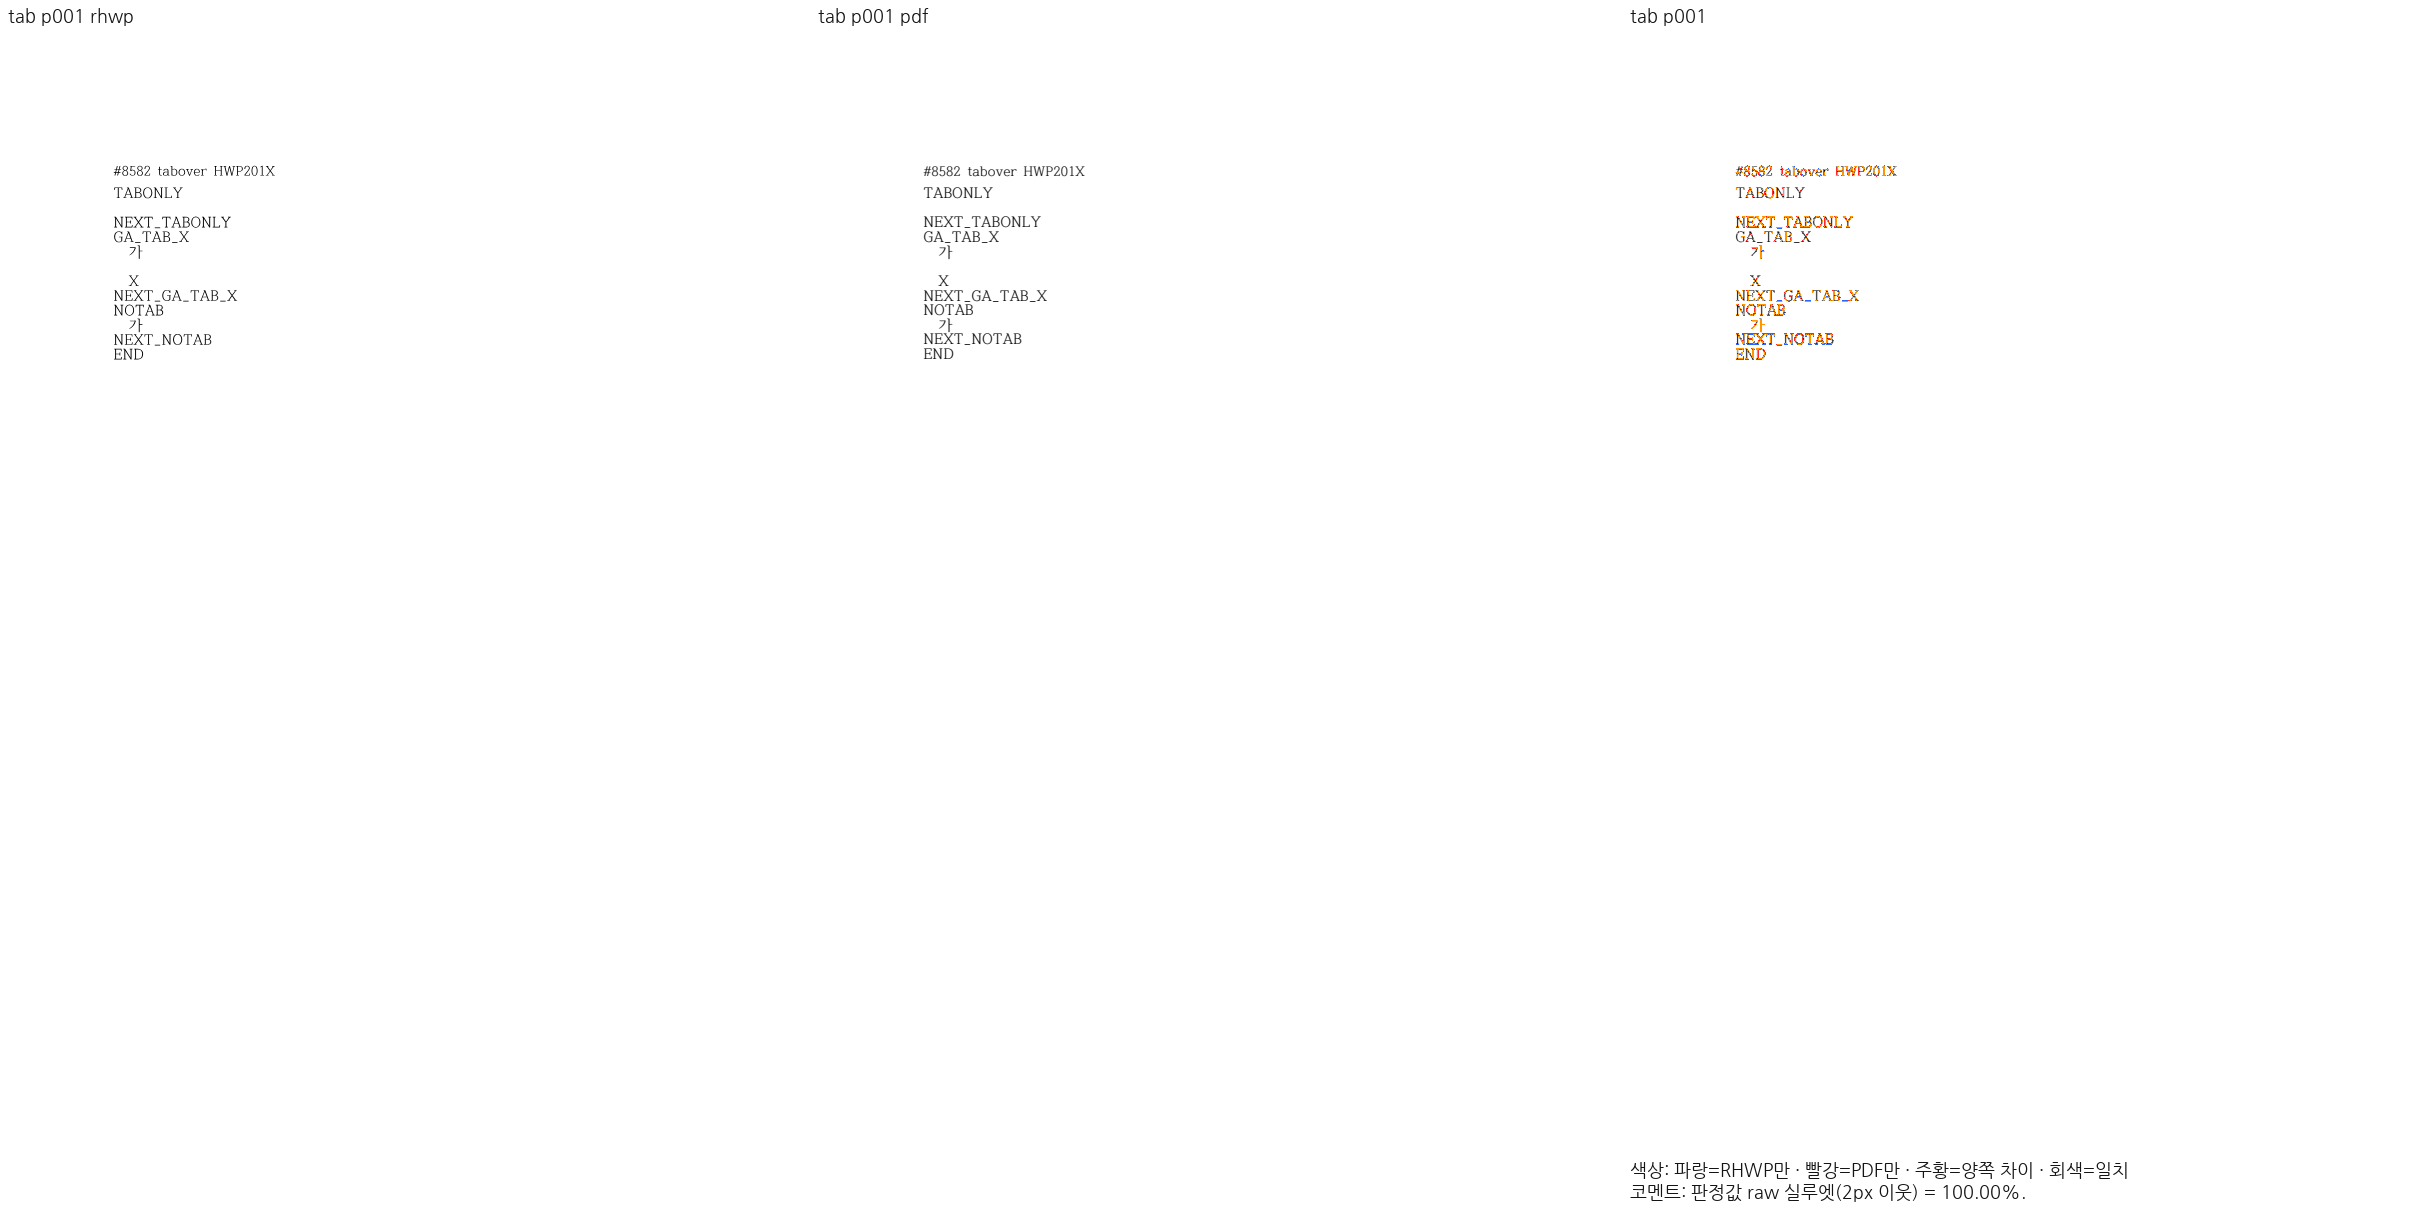 tab p001 rhwp
#8582 tabover HWP201X
TABONLY
NEXT_TABONLY
GA_TAB_X
가
X
NEXT_GA_TAB_X
NOTAB
가
NEXT_NOTAB
END
tab p001 pdf
#8582 tabover HWP201X
TABONLY
NEXT_TABONLY
GA_TAB_X
가
X
NEXT_GA_TAB_X
NOTAB
가
NEXT_NOTAB
END
tab p001
#8582 tabover HWP201X
TABONLY
NEXT_TABONLY
GA_TAB_X
가
X
NEXT_GA_TAB_X
NOTAB
가
NEXT_NOTAB
END
색상: 파랑=RHWP만 · 빨강=PDF만 · 주황=양쪽 차이 · 회색=일치
코멘트: 판정값 raw 실루엣(2px 이웃) = 100.00%.